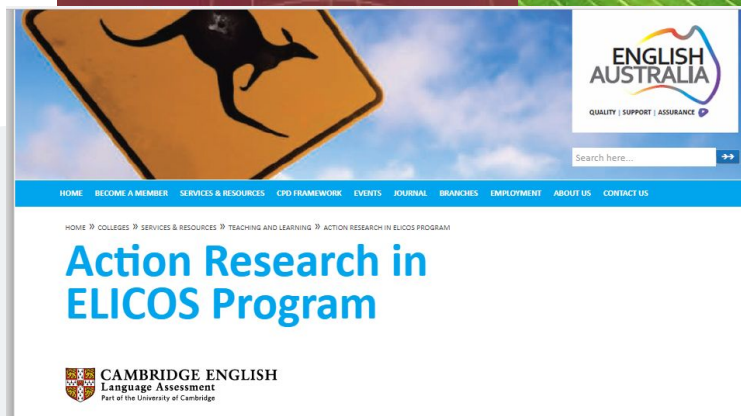 ENGLISH
AUSTRALIA
QUALITY | SUPPORT | ASSURANCE
Search here...
HOME BECOME A MEMBER SERVICES & RESOURCES CPD FRAMEWORK EVENTS JOURNAL BRANCHES EMPLOYMENT ABOUT US CONTACT US
HOME » COLLEGES » SERVICES & RESOURCES » TEACHING AND LEARNING » ACTION RESEARCH IN ELICOS PROGRAM
Action Research in
ELICOS Program
CAMBRIDGE ENGLISH
Language Assessment
Part of the University of Cambridge